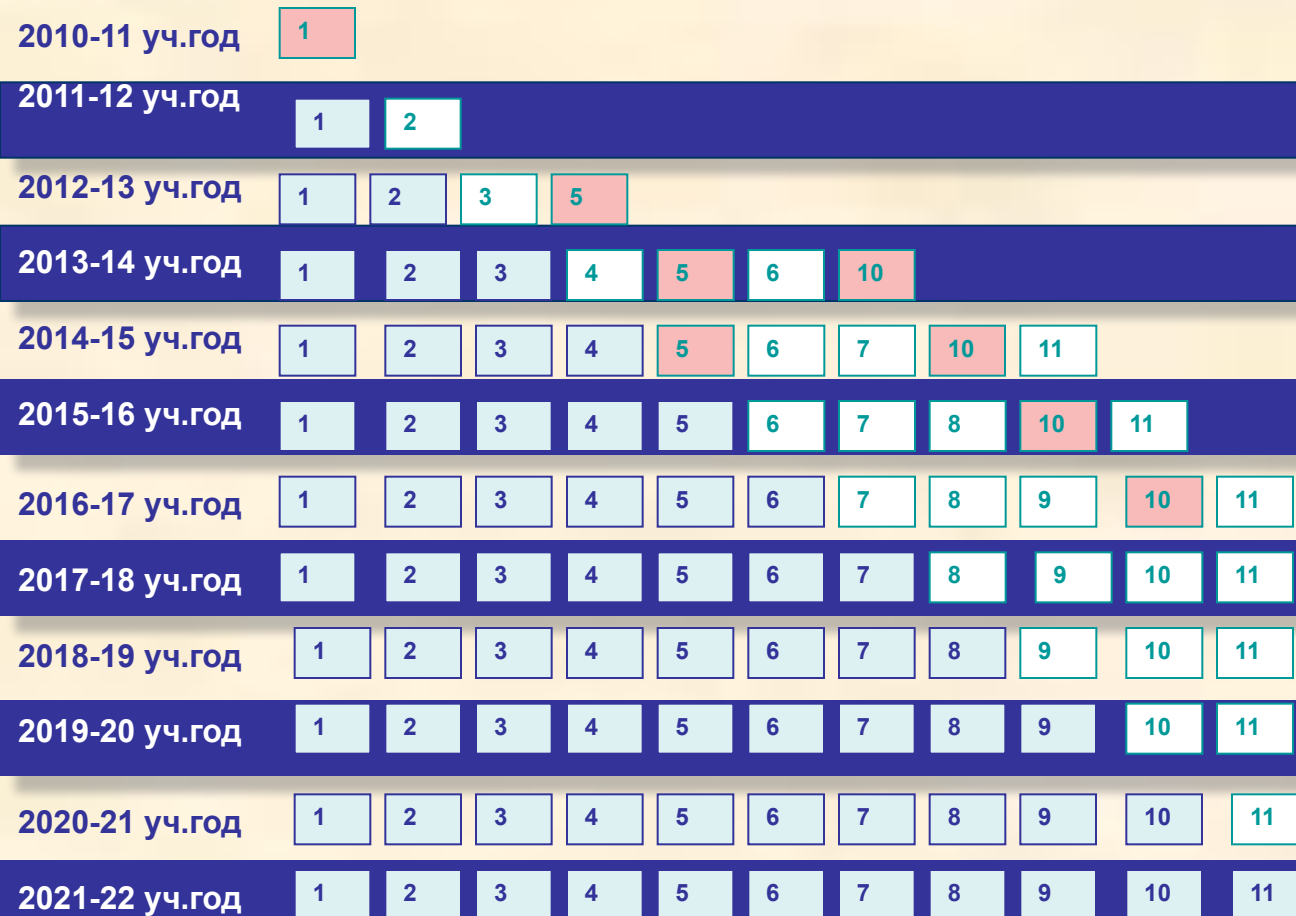 2010-11 уч.год 1
2011-12 уч.год 1 2
2012-13 уч.год 1 2 3 5
2013-14 уч.год 1 2 3 4 5 6 10
2014-15 уч.год 1 2 3 4 5 6 7 10 11
2015-16 уч.год 1 2 3 4 5 6 7 8 10 11
2016-17 уч.год 1 2 3 4 5 6 7 8 9 10 11
2017-18 уч.год 1 2 3 4 5 6 7 8 9 10 11
2018-19 уч.год 1 2 3 4 5 6 7 8 9 10 11
2019-20 уч.год 1 2 3 4 5 6 7 8 9 10 11
2020-21 уч.год 1 2 3 4 5 6 7 8 9 10 11
2021-22 уч.год 1 2 3 4 5 6 7 8 9 10 11